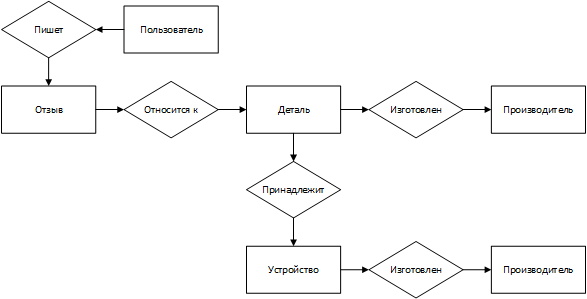 Пишет
Пользователь
Отзыв
Относится к
Деталь
Изготовлен
Производитель
Принадлежит
Устройство
Изготовлен
Производитель